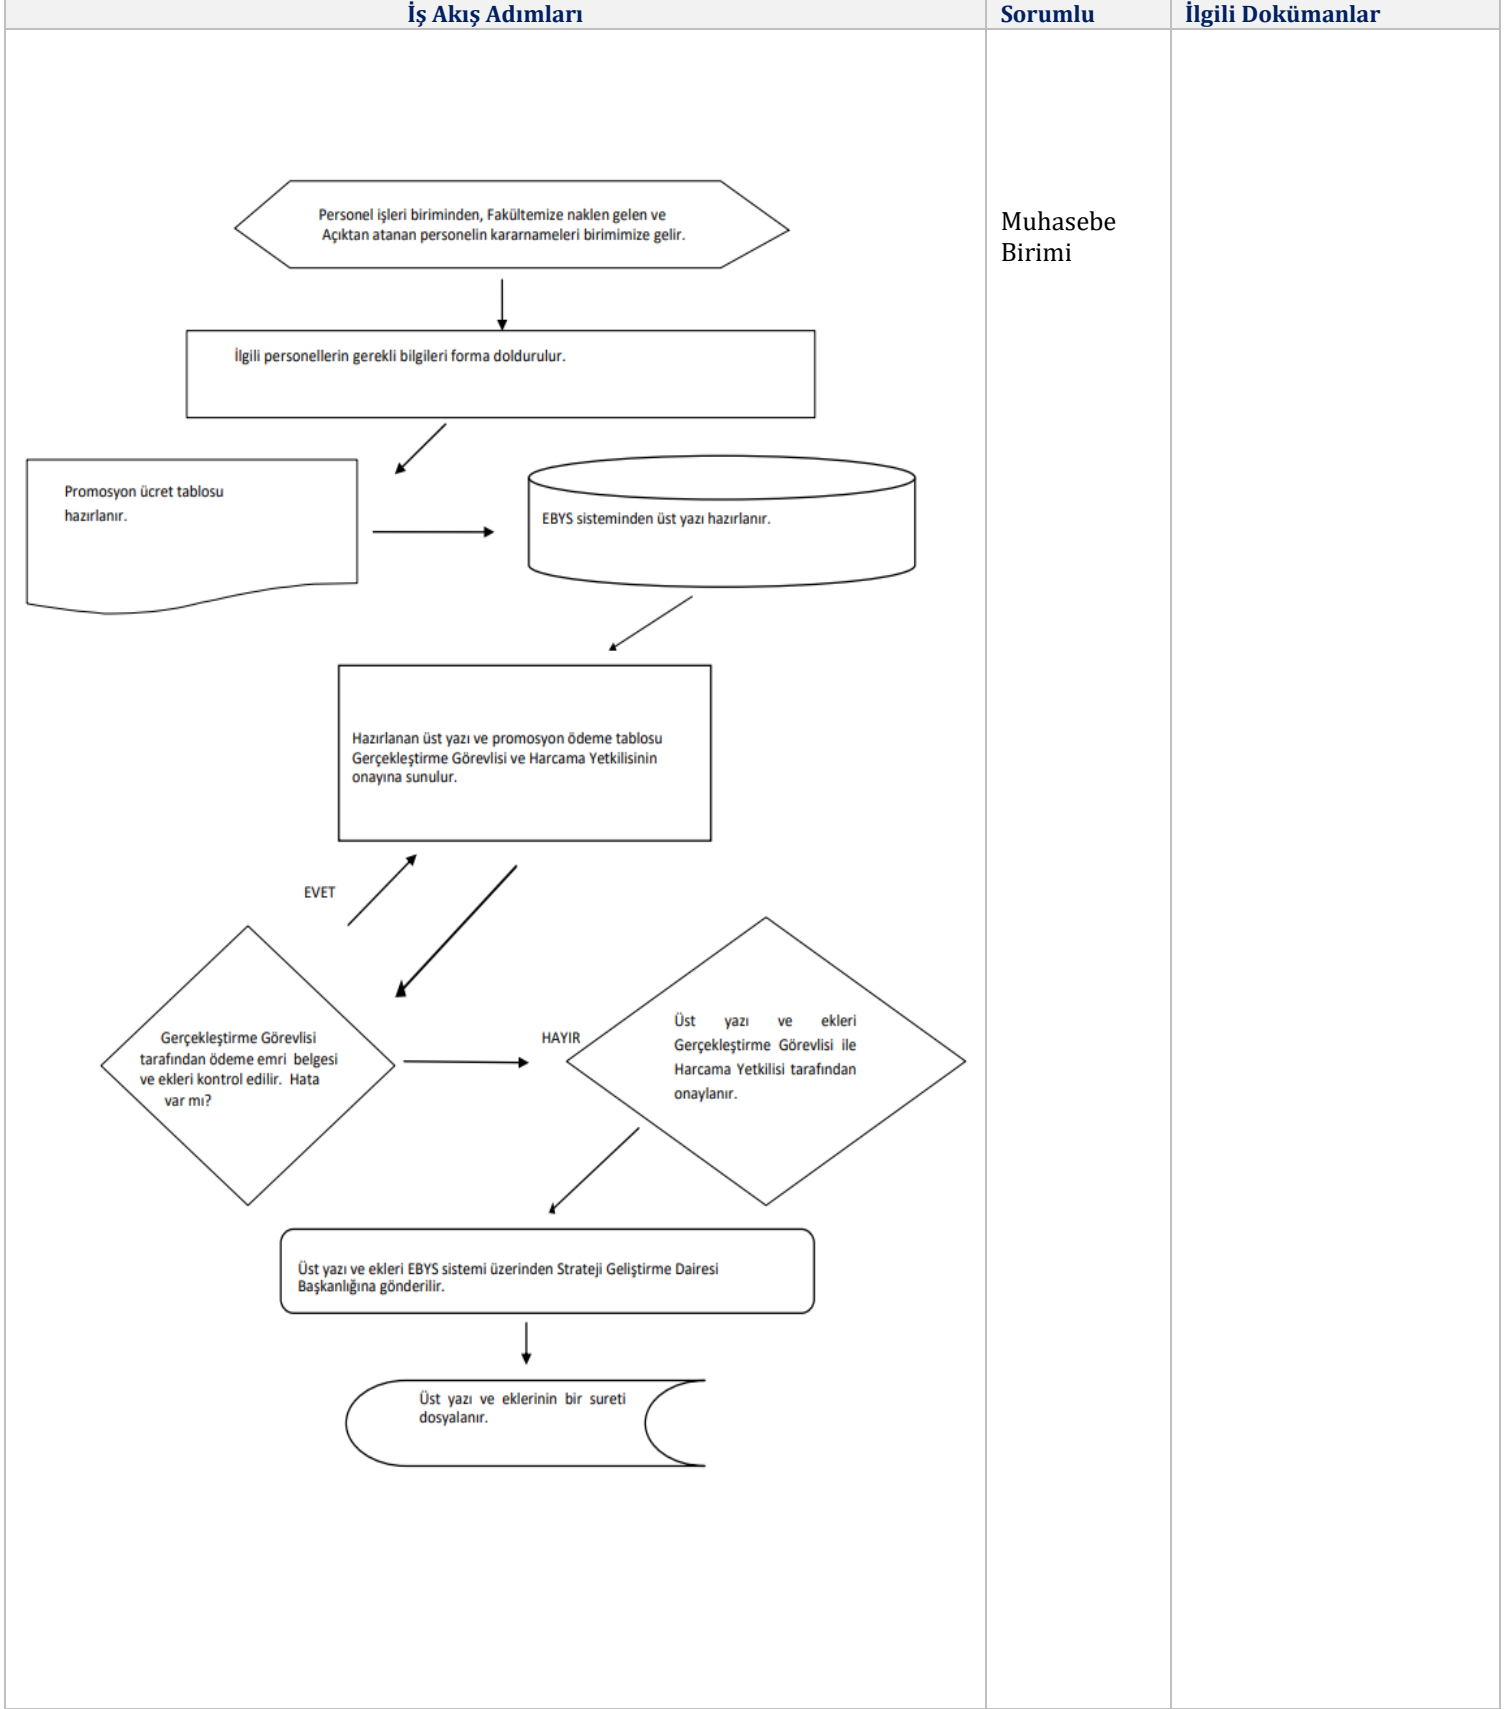 İş Akış Adımları
Sorumlu
İlgili Dokümanlar
Personel işleri biriminden, Fakültemize naklen gelen ve
Açıktan atanan personelin kararnameleri birimimize gelir.
Muhasebe
Birimi
İlgili personellerin gerekli bilgileri forma doldurulur.
Promosyon ücret tablosu
hazırlanır.
EBYS sisteminden üst yazı hazırlanır.
Hazırlanan üst yazı ve promosyon ödeme tablosu
Gerçekleştirme Görevlisi ve Harcama Yetkilisinin
onayına sunulur.
EVET
Gerçekleştirme Görevlisi
tarafından ödeme emri belgesi
ve ekleri kontrol edilir. Hata
var mı?
HAYIR
Üst yazı ve ekleri
Gerçekleştirme Görevlisi ile
Harcama Yetkilisi tarafından
onaylanır.
Üst yazı ve ekleri EBYS sistemi üzerinden Strateji Geliştirme Dairesi
Başkanlığına gönderilir.
Üst yazı ve eklerinin bir sureti
dosyalanır.